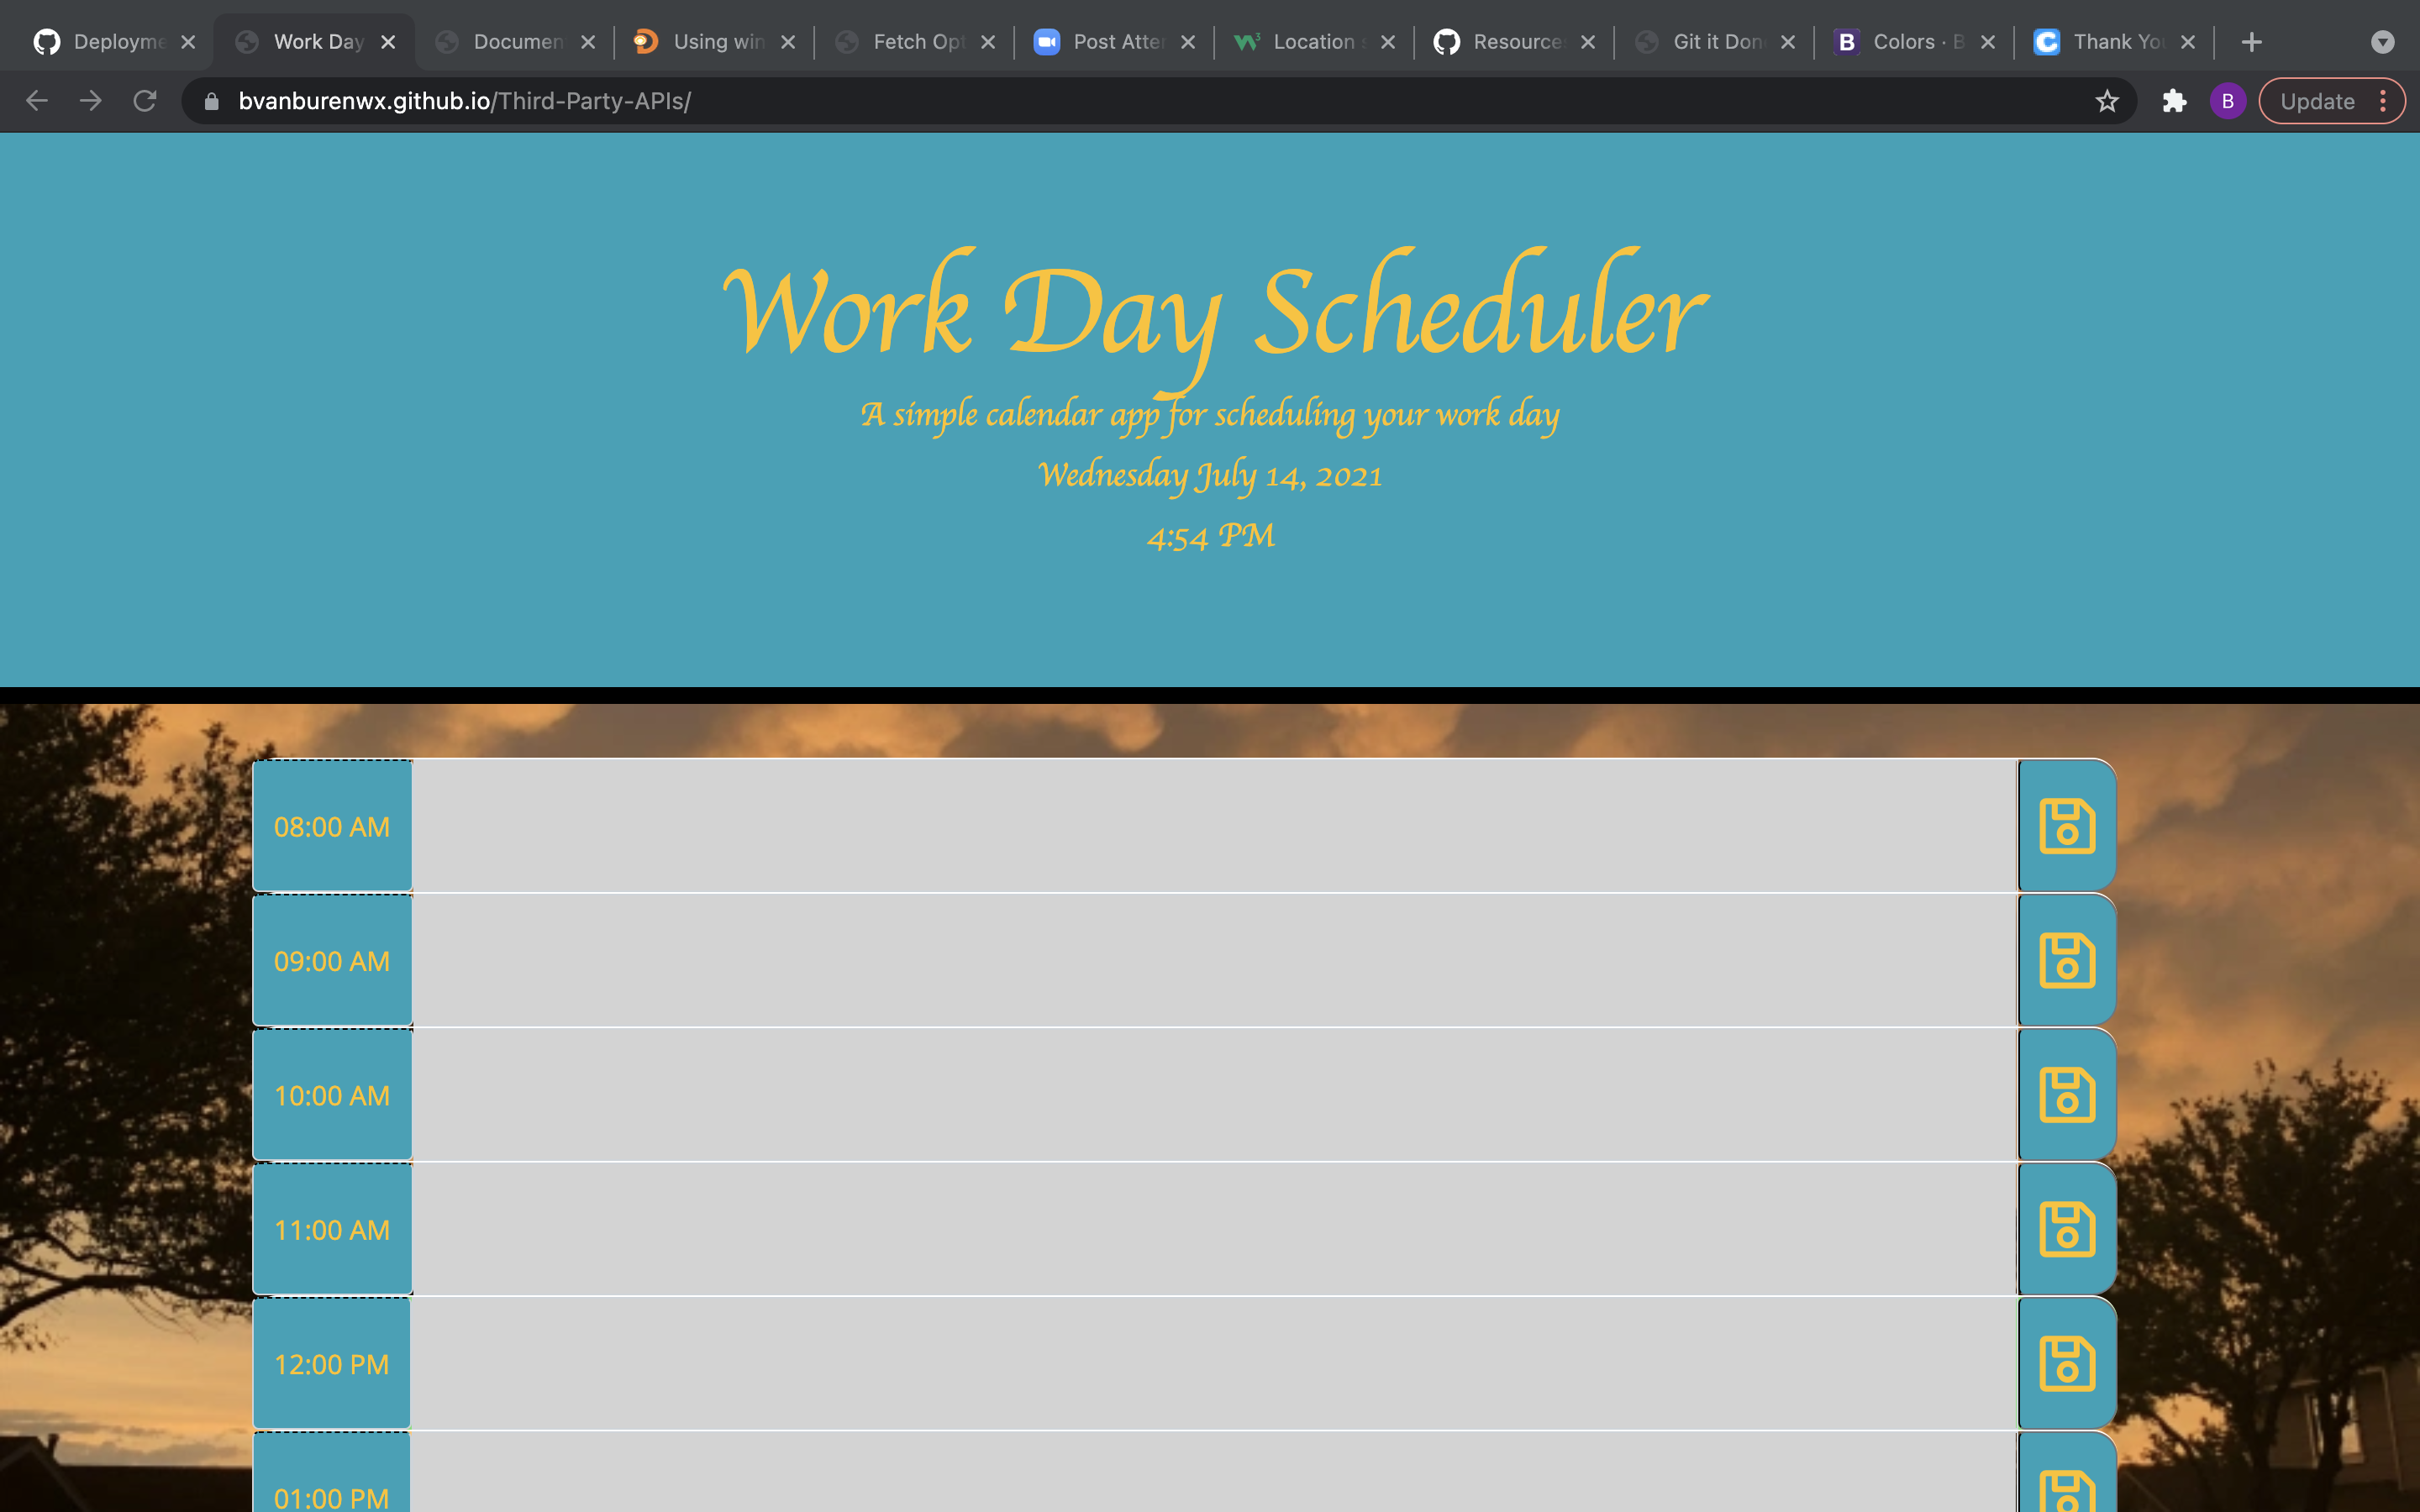 Deployme
Work Day
Documen
Using win
Fetch Opt
Post Atter
Location s
Resource
Git it Don
Colors · B
Thank Yo
bvanburenwx.github.io/Third-Party-APIs/
B
Update
Work Day Scheduler
A simple calendar app for scheduling your work day
Wednesday July 14, 2021
4:54 PM
08:00 AM
09:00 AM
10:00 AM
11:00 AM
12:00 PM
01:00 PM